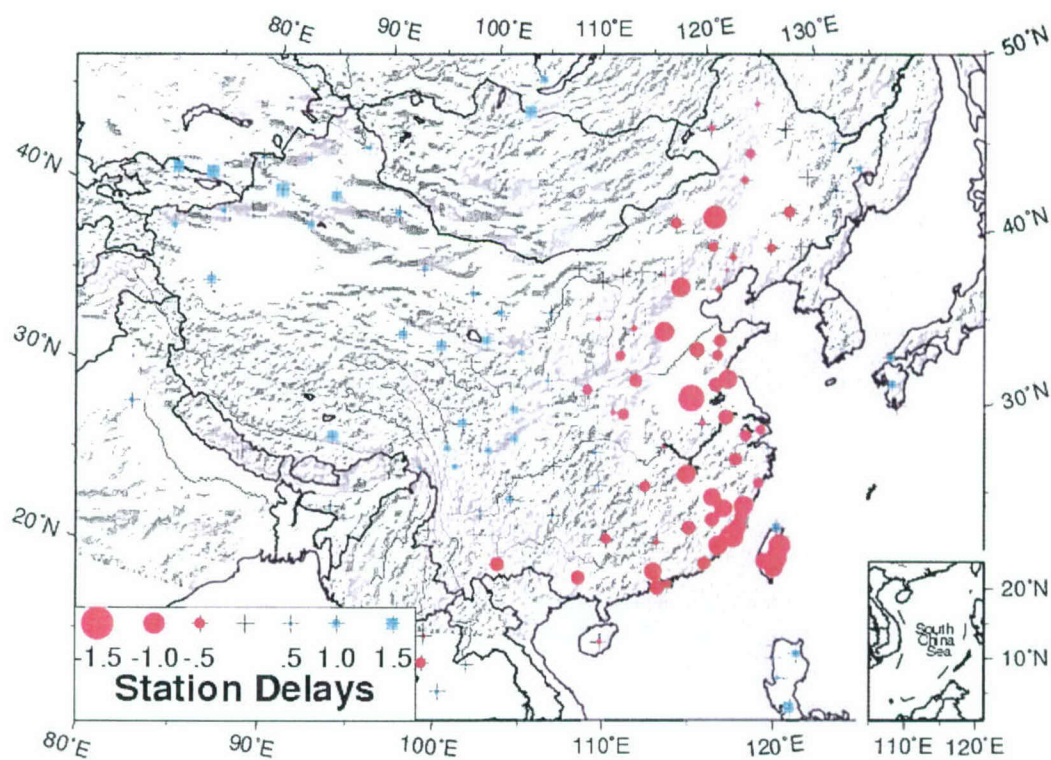 80°E 90°E 100°E 110°E 120°E 130°E
50°N
40°N
40°N
30°N
30°N
20°N
20°N
South
China
Sea
10°N
-1.5 -1.0 -.5 .5 1.0 1.5
Station Delays
80°E 90°E 100°E 110°E 120°E 110°E 120°E